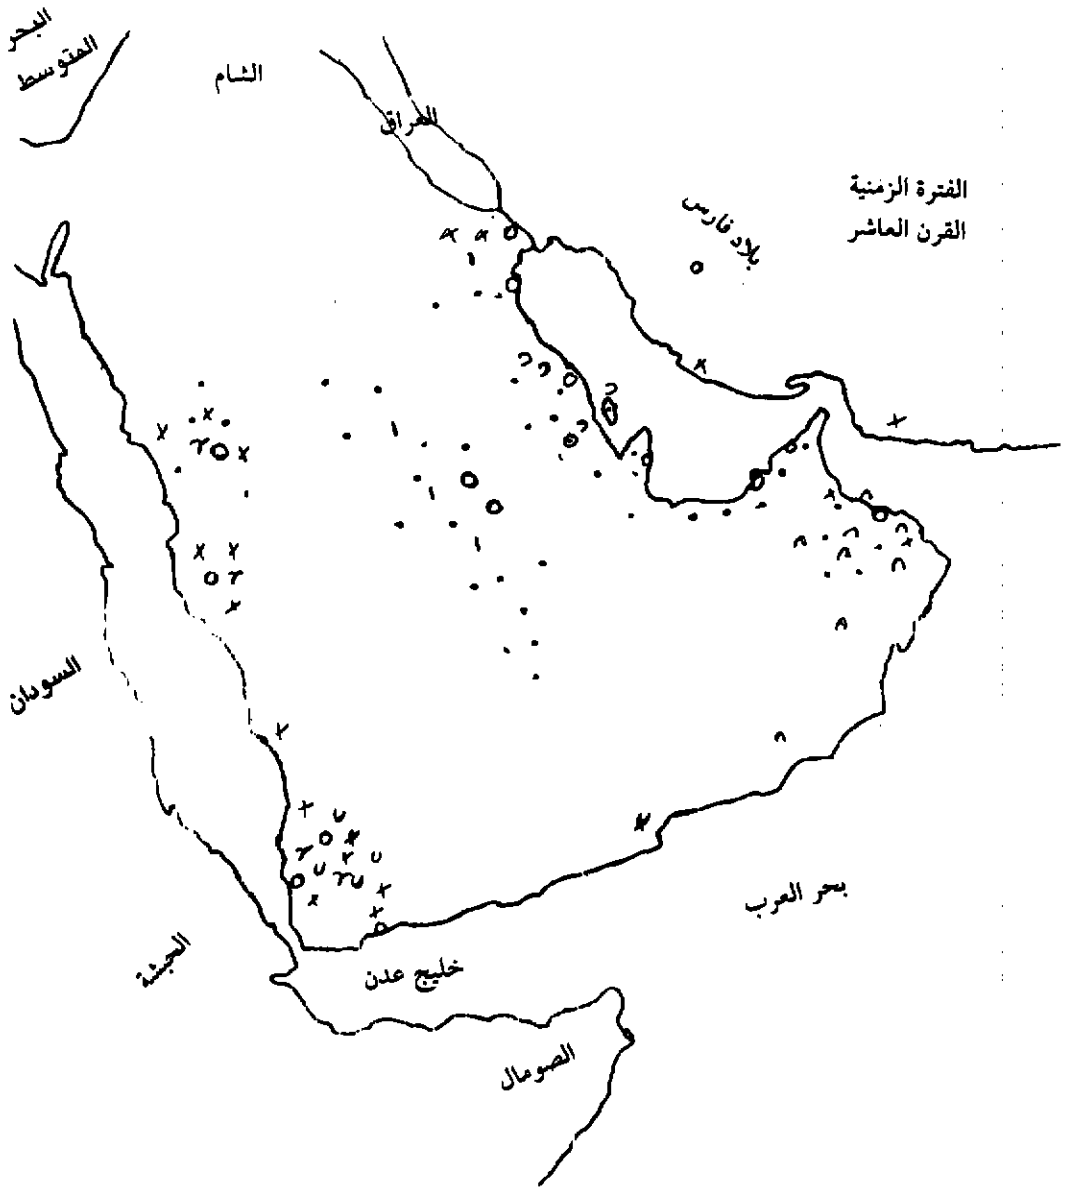 البحر
المتوسط
الشام
العراق
الفترة الزمنية
القرن العاشر
بلاد فارس
السودان
الحبشة
بحر العرب
خليج عدن
الصومال